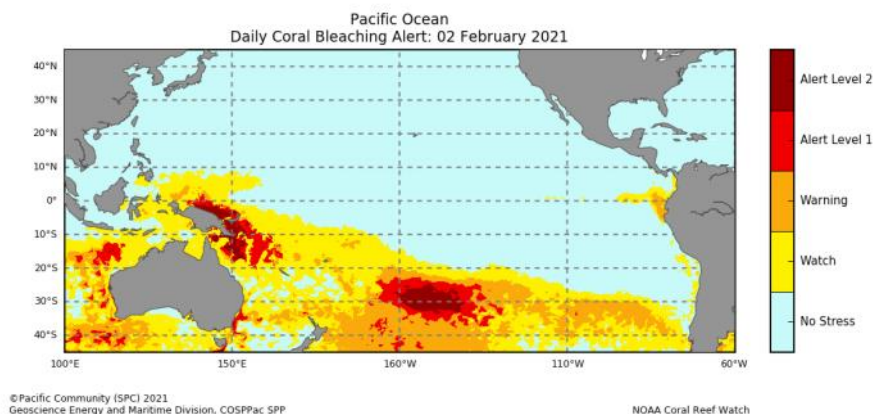 Pacific Ocean
Daily Coral Bleaching Alert: 02 February 2021
40°N
30°N
20°N
10°N
0°
10°S
20°S
30°S
40°S
100°E
150°E
160°W
110°W
60°W
Alert Level 2
Alert Level 1
Warning
Watch
No Stress
©Pacific Community (SPC) 2021
Geoscience Energy and Maritime Division, COSPPac SPP
NOAA Coral Reef Watch